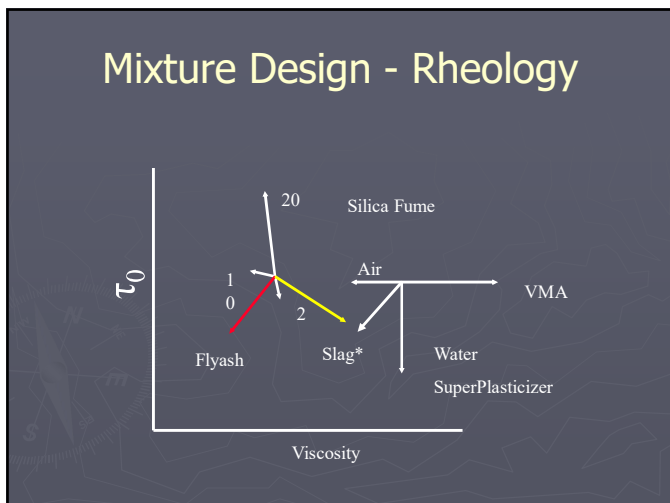 Mixture Design - Rheology
τ0
20
Silica Fume
1
0
2
Air
VMA
Flyash
Slag*
Water
SuperPlasticizer
Viscosity
N
E
S